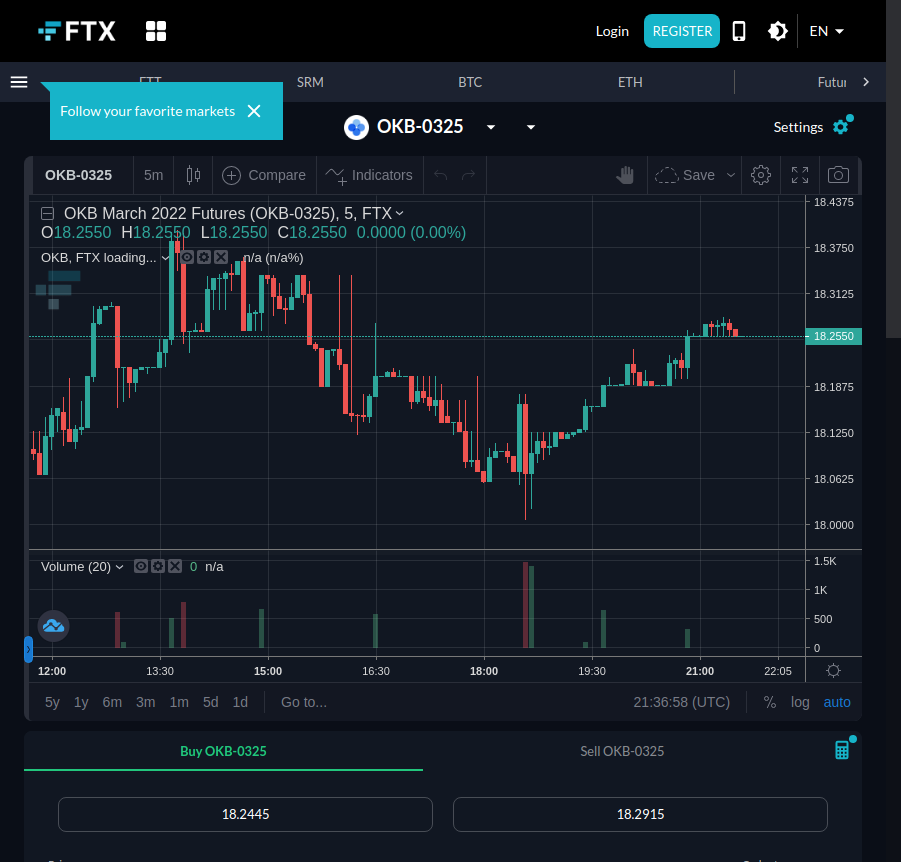 FTX
Login
REGISTER
EN
FTT
SRM
BTC
ETH
Futur
Follow your favorite markets
OKB-0325
Settings
OKB-0325
5m
Compare
Indicators
Save
OKB March 2022 Futures (OKB-0325), 5, FTX
O18.2550 H18.2550 L18.2550 C18.2550 0.0000 (0.00%)
OKB, FTX loading... n/a (n/a%)
18.4375
18.3750
18.3125
18.2550
18.1875
18.1250
18.0625
18.0000
Volume (20) 0 n/a
1.5K
1K
500
0
12:00 13:30 15:00 16:30 18:00 19:30 21:00 22:05
5y 1y 6m 3m 1m 5d 1d Go to... 21:36:58 (UTC) % log auto
Buy OKB-0325
Sell OKB-0325
18.2445
18.2915